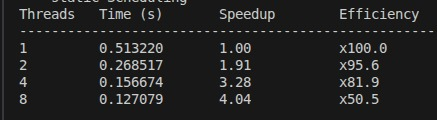 Static Scheduling
Threads Time (s) Speedup Efficiency
--------------------------------------------------------
1 0.513220 1.00 x100.0
2 0.268517 1.91 x95.6
4 0.156674 3.28 x81.9
8 0.127079 4.04 x50.5